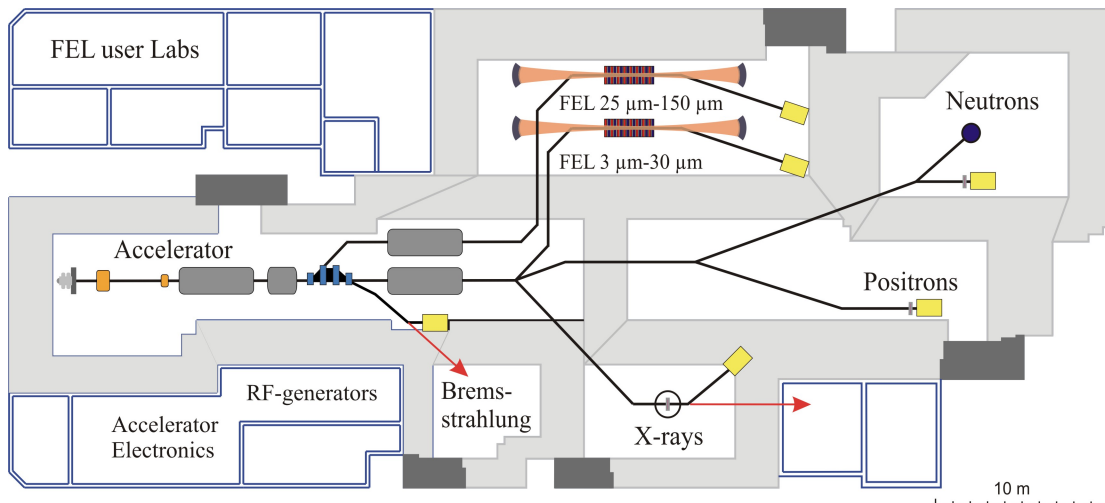 FEL user Labs
FEL 25 µm-150 µm
Neutrons
FEL 3 µm-30 µm
Accelerator
Positrons
RF-generators
Brems-
strahlung
Accelerator
Electronics
X-rays
10 m